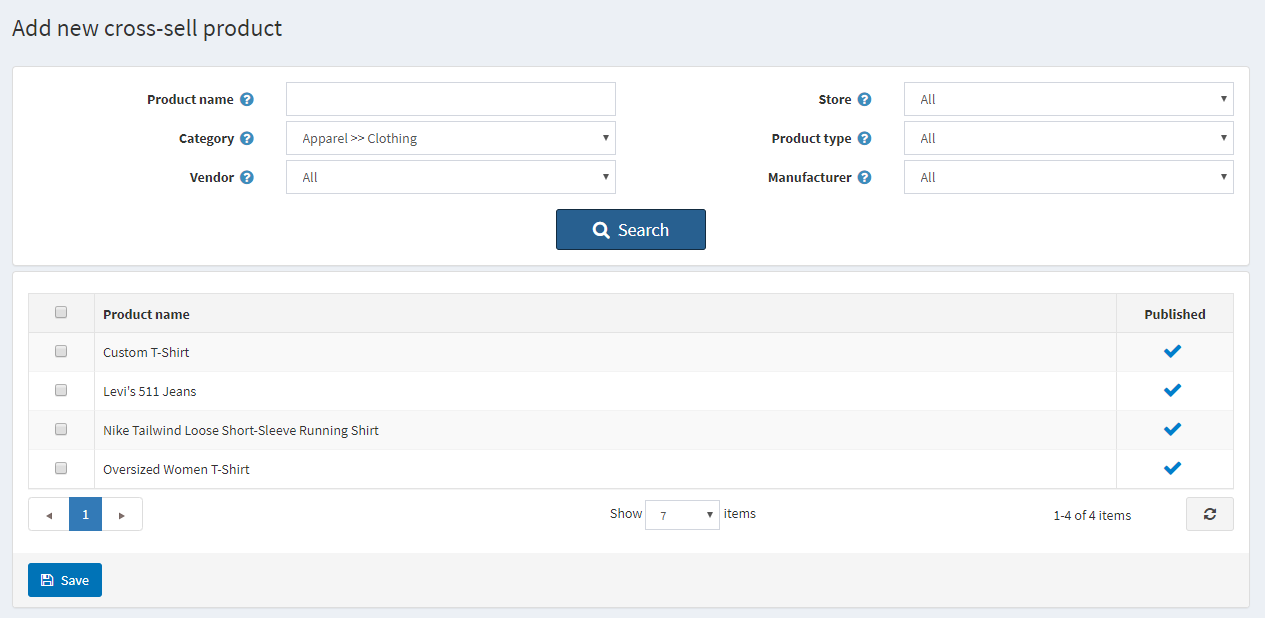 Add new cross-sell product
Product name ? Store ? All
Category ? Apparel >> Clothing Product type ? All
Vendor ? All Manufacturer ? All
Search
Product name Published
Custom T-Shirt
Levi's 511 Jeans
Nike Tailwind Loose Short-Sleeve Running Shirt
Oversized Women T-Shirt
1 Show 7 items 1-4 of 4 items
Save